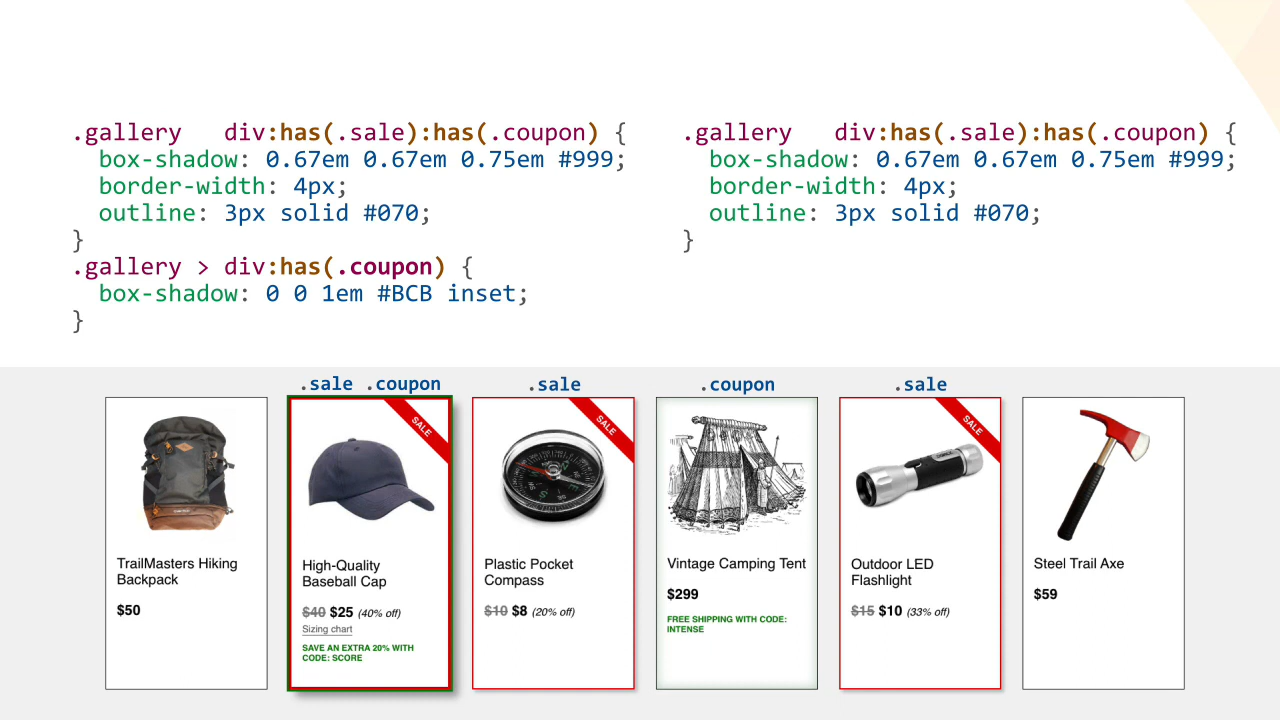 .gallery   div:has(.sale):has(.coupon) {
  box-shadow: 0.67em 0.67em 0.75em #999;
  border-width: 4px;
  outline: 3px solid #070;
}
.gallery > div:has(.coupon) {
  box-shadow: 0 0 1em #BCB inset;
}
.gallery   div:has(.sale):has(.coupon) {
  box-shadow: 0.67em 0.67em 0.75em #999;
  border-width: 4px;
  outline: 3px solid #070;
}
.sale .coupon
.sale
.coupon
.sale
TrailMasters Hiking
Backpack
$50
SALE
High-Quality
Baseball Cap
$40 $25 (40% off)
Sizing chart
SAVE AN EXTRA 20% WITH
CODE: SCORE
SALE
Plastic Pocket
Compass
$10 $8 (20% off)
Vintage Camping Tent
$299
FREE SHIPPING WITH CODE:
INTENSE
SALE
Outdoor LED
Flashlight
$15 $10 (33% off)
Steel Trail Axe
$59